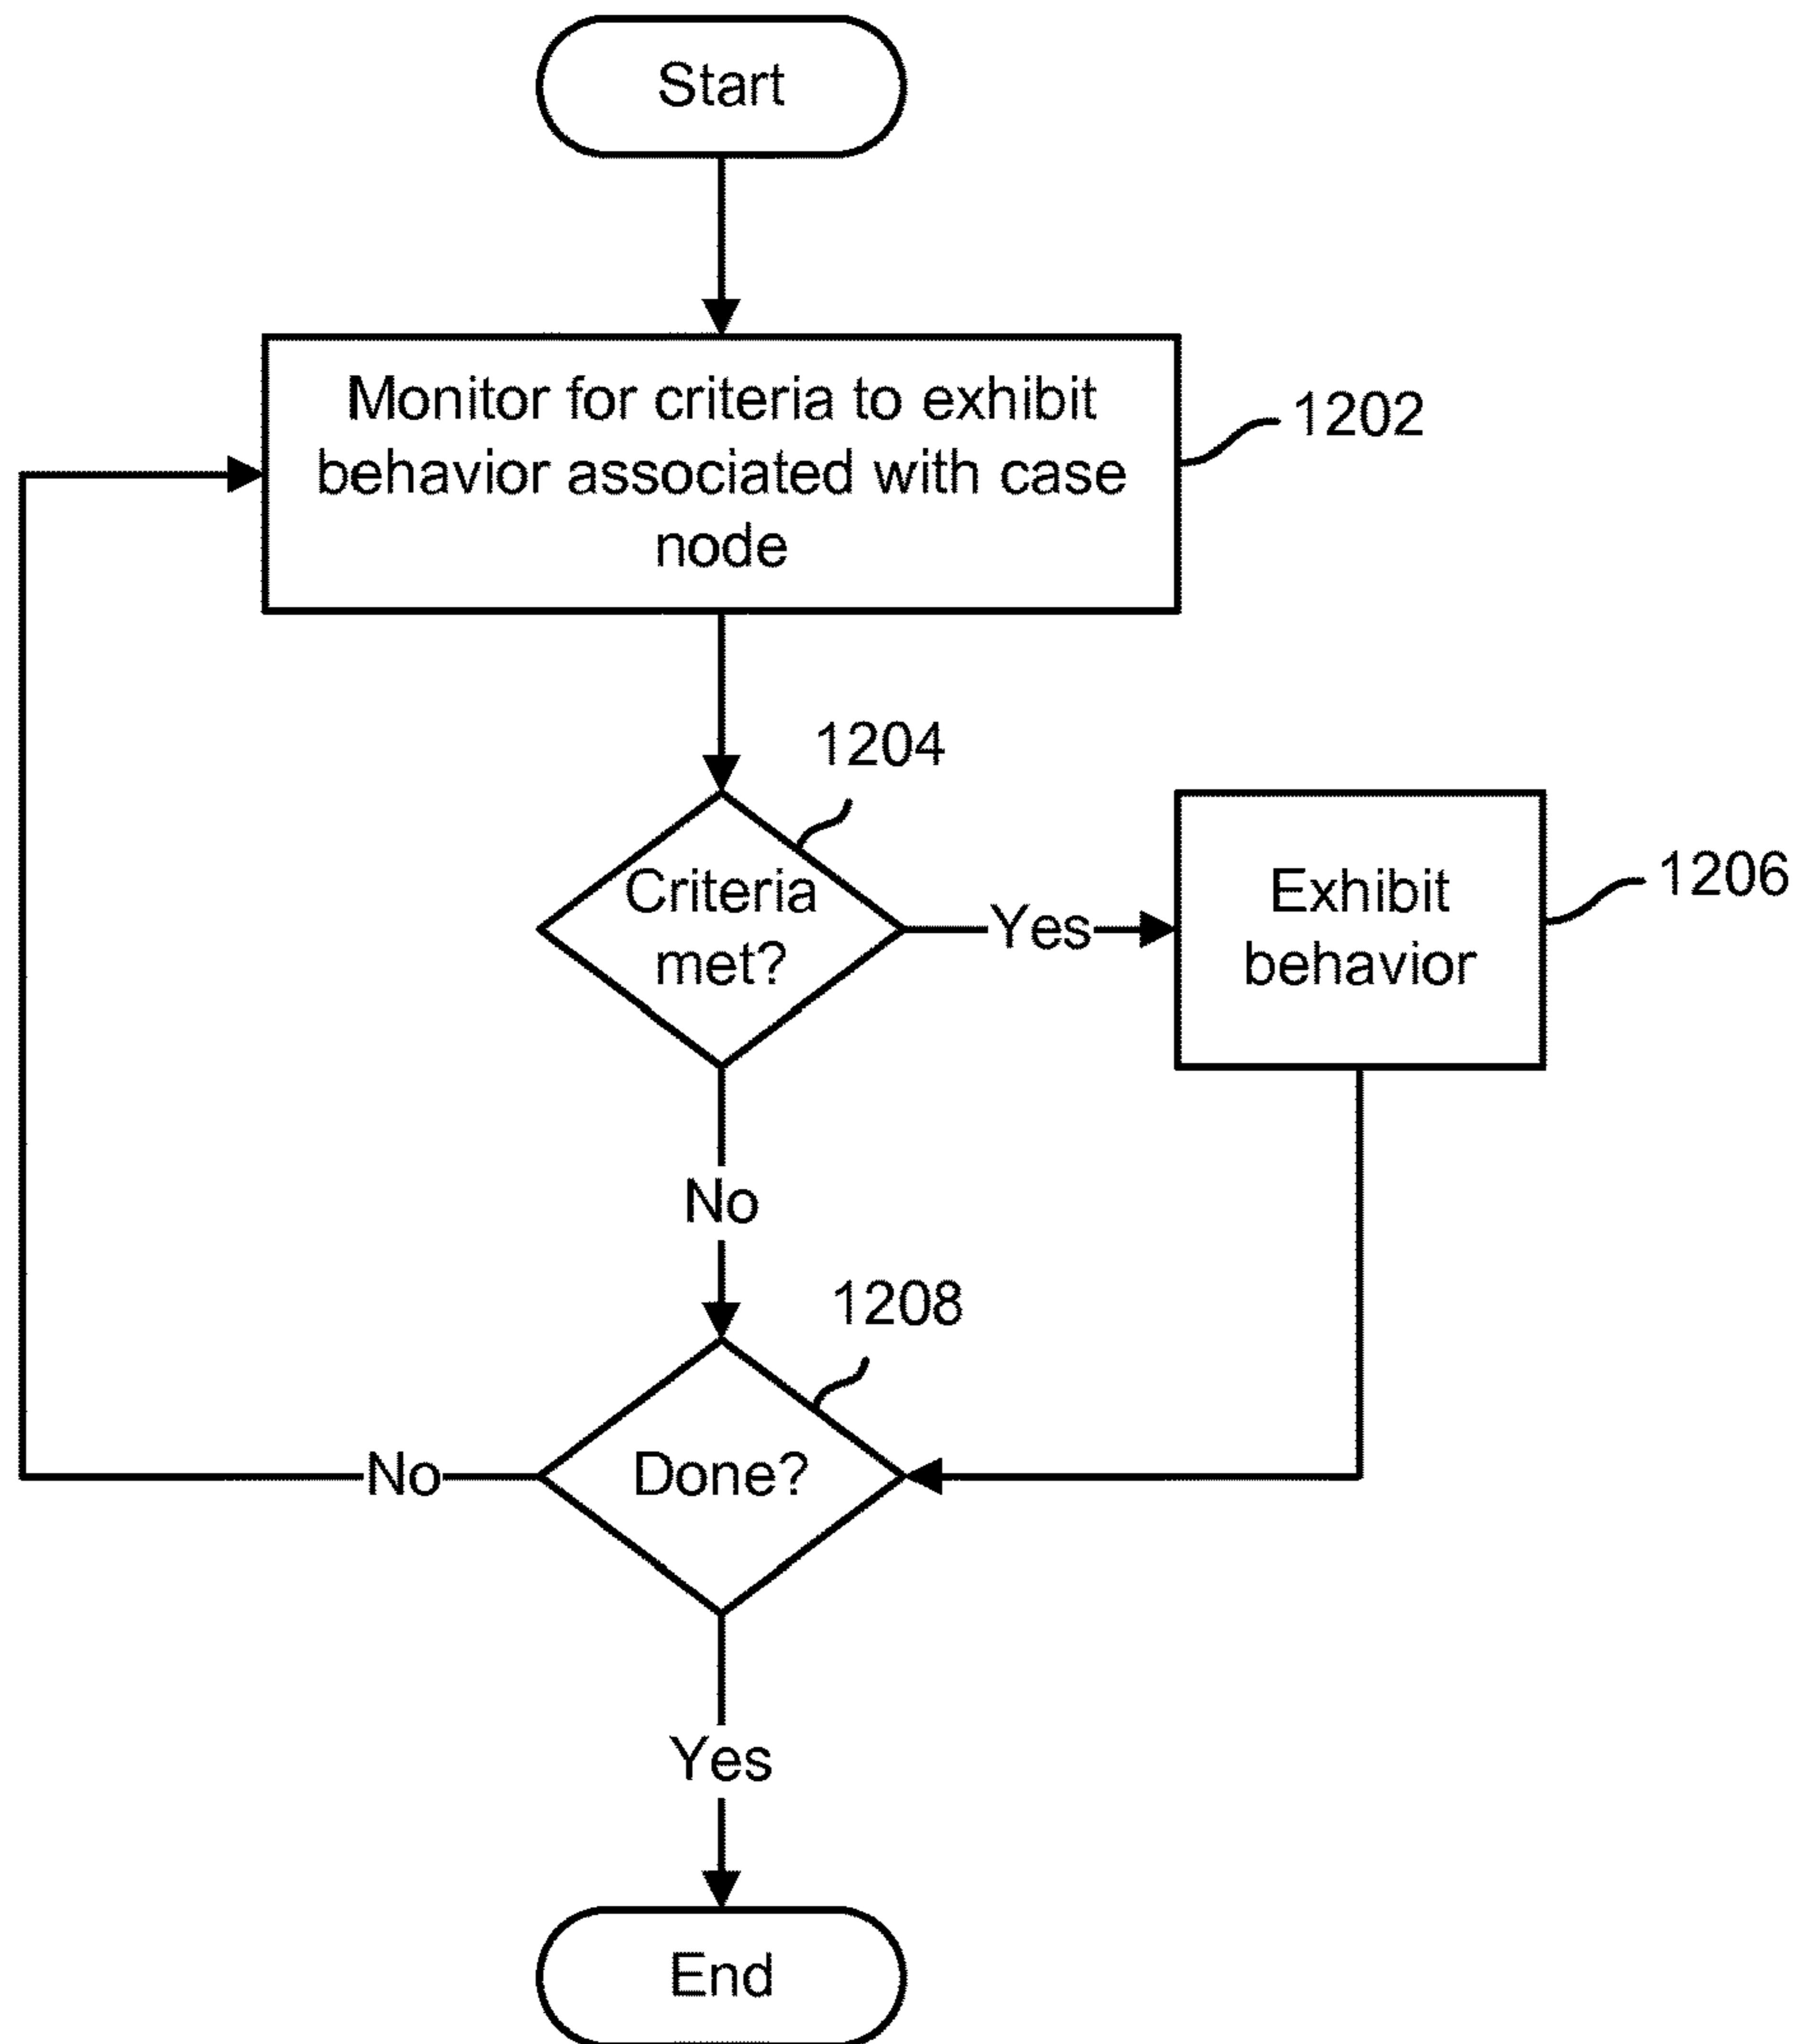 Start
Monitor for criteria to exhibit
behavior associated with case
node
1202
1204
Criteria
met?
Yes
Exhibit
behavior
1206
No
1208
Done?
No
Yes
End